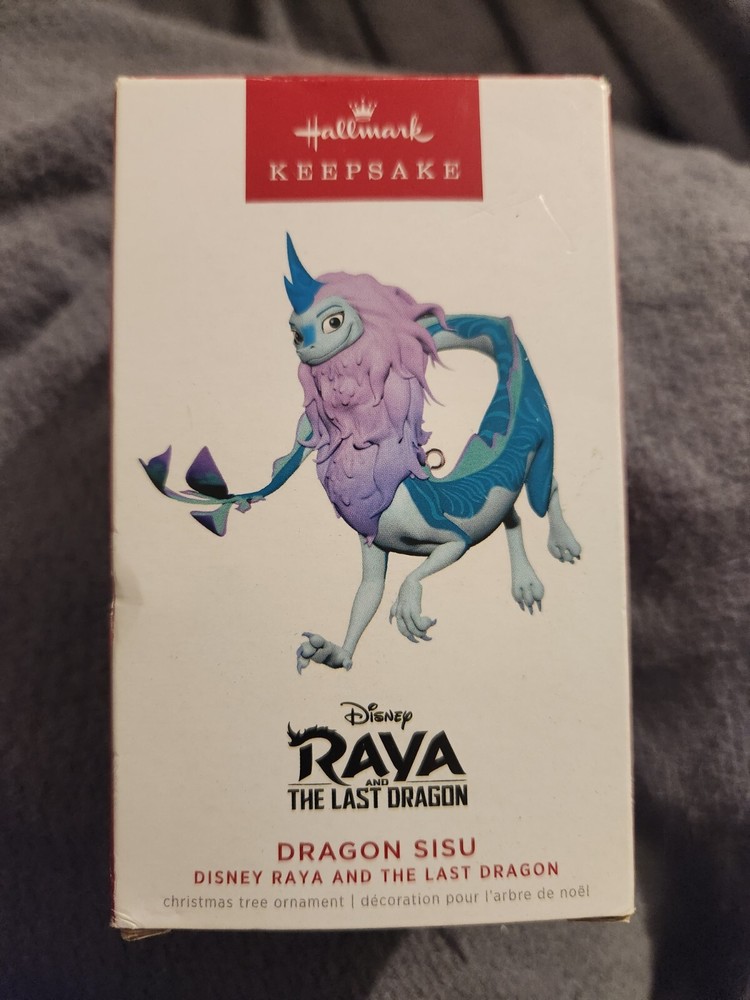 Hallmark
KEEPSAKE
Disney
RAYA
AND
THE LAST DRAGON
DRAGON SISU
DISNEY RAYA AND THE LAST DRAGON
christmas tree ornament | décoration pour l'arbre de noël